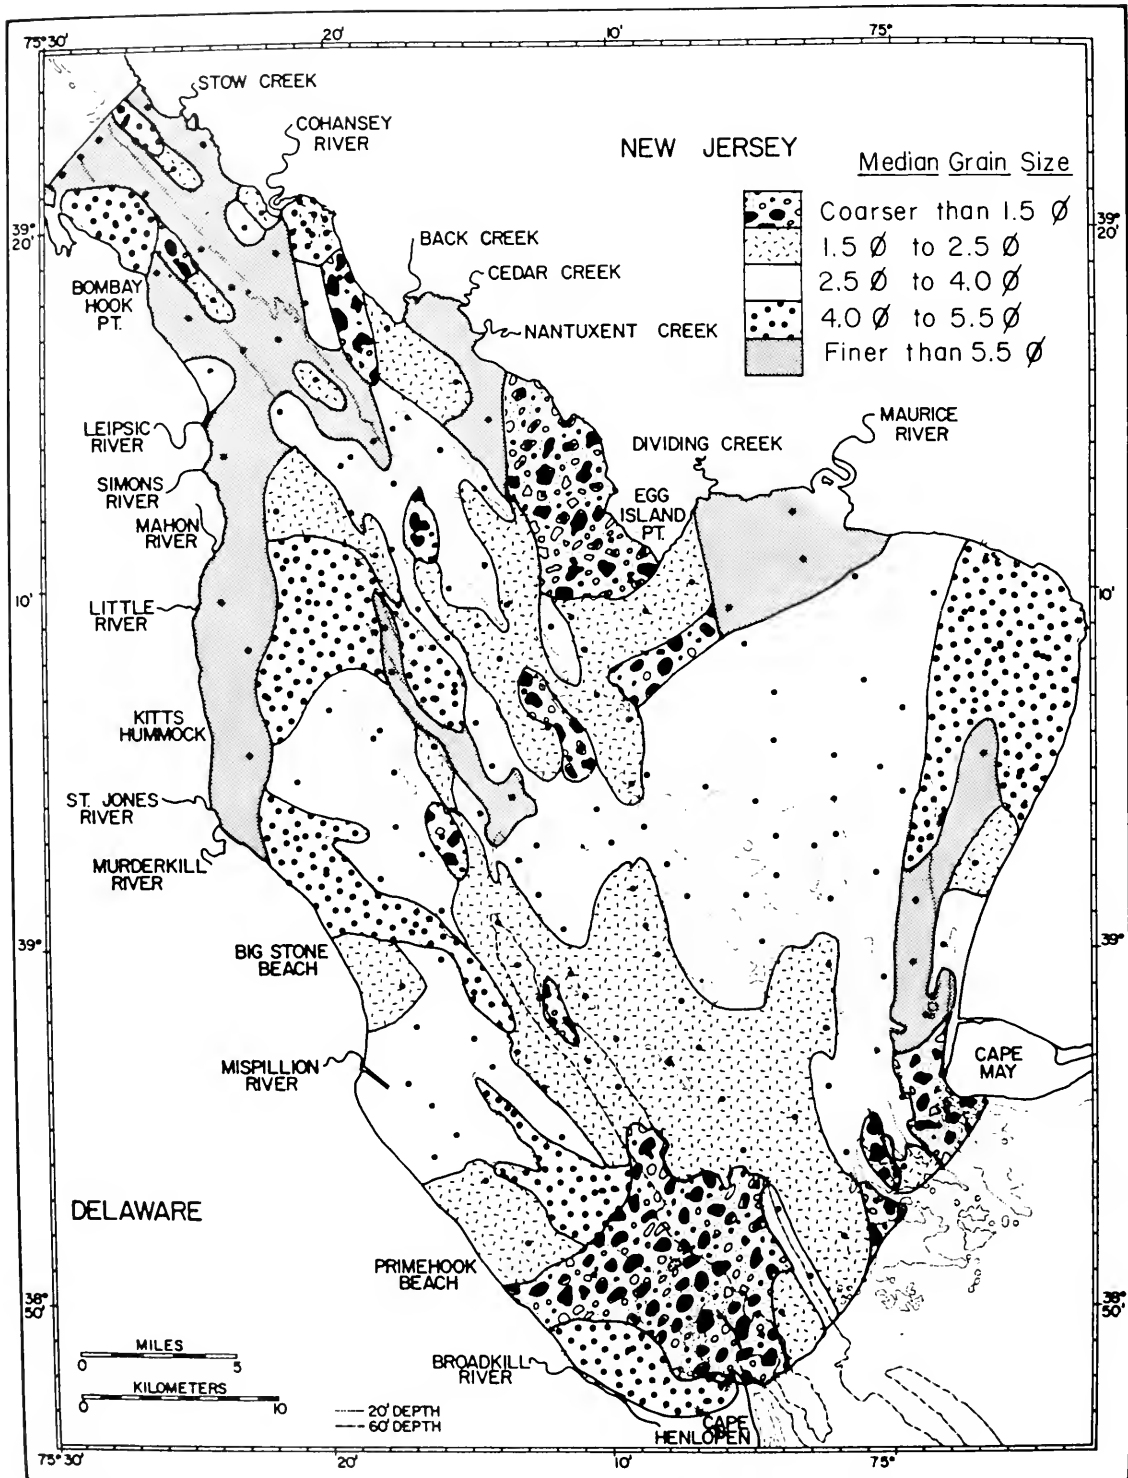 75°30'
20'
10'
75°
STOW CREEK
COHANSEY
RIVER
NEW JERSEY
Median Grain Size
Coarser than 1.5 Ø
1.5 Ø to 2.5 Ø
2.5 Ø to 4.0 Ø
4.0 Ø to 5.5 Ø
Finer than 5.5 Ø
39°
20'
39°
20'
BACK CREEK
CEDAR CREEK
NANTUXENT CREEK
BOMBAY
HOOK
PT.
LEIPSIC
RIVER
SIMONS
RIVER
MAHON
RIVER
DIVIDING CREEK
MAURICE
RIVER
EGG
ISLAND
PT.
10'
LITTLE
RIVER
10'
KITTS
HUMMOCK
ST. JONES
RIVER
MURDERKILL
RIVER
39°
BIG STONE
BEACH
39°
MISPILLION
RIVER
CAPE
MAY
DELAWARE
PRIMEHOOK
BEACH
38°
50'
38°
50'
MILES
0 5
KILOMETERS
0 10
BROADKILL
RIVER
20' DEPTH
60' DEPTH
CAPE
HENLOPEN
75°30'
20'
10'
75°